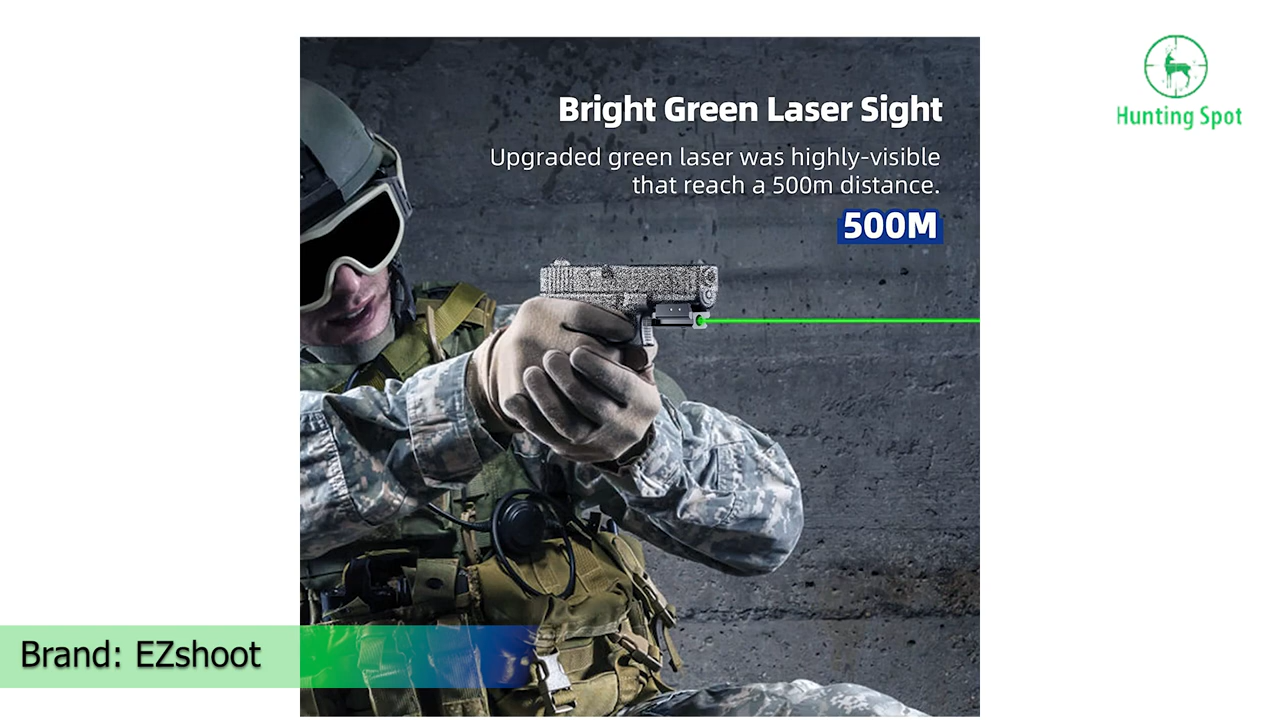 Hunting Spot
Bright Green Laser Sight
Upgraded green laser was highly-visible
that reach a 500m distance.
500M
Brand: EZshoot